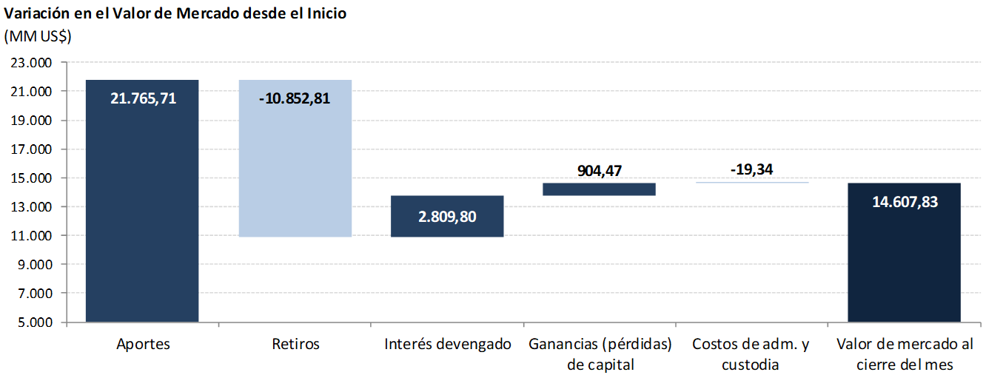 Variación en el Valor de Mercado desde el Inicio
(MM US$)
23.000
21.000
19.000
17.000
15.000
13.000
11.000
9.000
7.000
5.000
21.765,71
-10.852,81
2.809,80
904,47
-19,34
14.607,83
Aportes
Retiros
Interés devengado
Ganancias (pérdidas)
de capital
Costos de adm. y
custodia
Valor de mercado al
cierre del mes